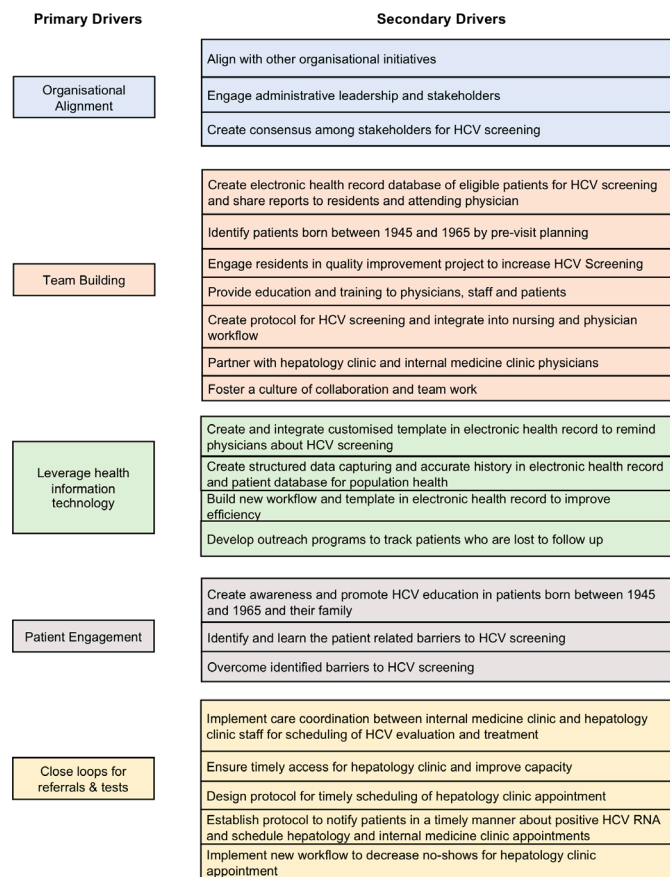 Primary Drivers
Secondary Drivers
Organisational
Alignment
Align with other organisational initiatives
Engage administrative leadership and stakeholders
Create consensus among stakeholders for HCV screening
Team Building
Create electronic health record database of eligible patients for HCV screening
and share reports to residents and attending physician
Identify patients born between 1945 and 1965 by pre-visit planning
Engage residents in quality improvement project to increase HCV Screening
Provide education and training to physicians, staff and patients
Create protocol for HCV screening and integrate into nursing and physician
workflow
Partner with hepatology clinic and internal medicine clinic physicians
Foster a culture of collaboration and team work
Leverage health
information
technology
Create and integrate customised template in electronic health record to remind
physicians about HCV screening
Create structured data capturing and accurate history in electronic health record
and patient database for population health
Build new workflow and template in electronic health record to improve
efficiency
Develop outreach programs to track patients who are lost to follow up
Patient Engagement
Create awareness and promote HCV education in patients born between 1945
and 1965 and their family
Identify and learn the patient related barriers to HCV screening
Overcome identified barriers to HCV screening
Close loops for
referrals & tests
Implement care coordination between internal medicine clinic and hepatology
clinic staff for scheduling of HCV evaluation and treatment
Ensure timely access for hepatology clinic and improve capacity
Design protocol for timely scheduling of hepatology clinic appointment
Establish protocol to notify patients in a timely manner about positive HCV RNA
and schedule hepatology and internal medicine clinic appointments
Implement new workflow to decrease no-shows for hepatology clinic
appointment